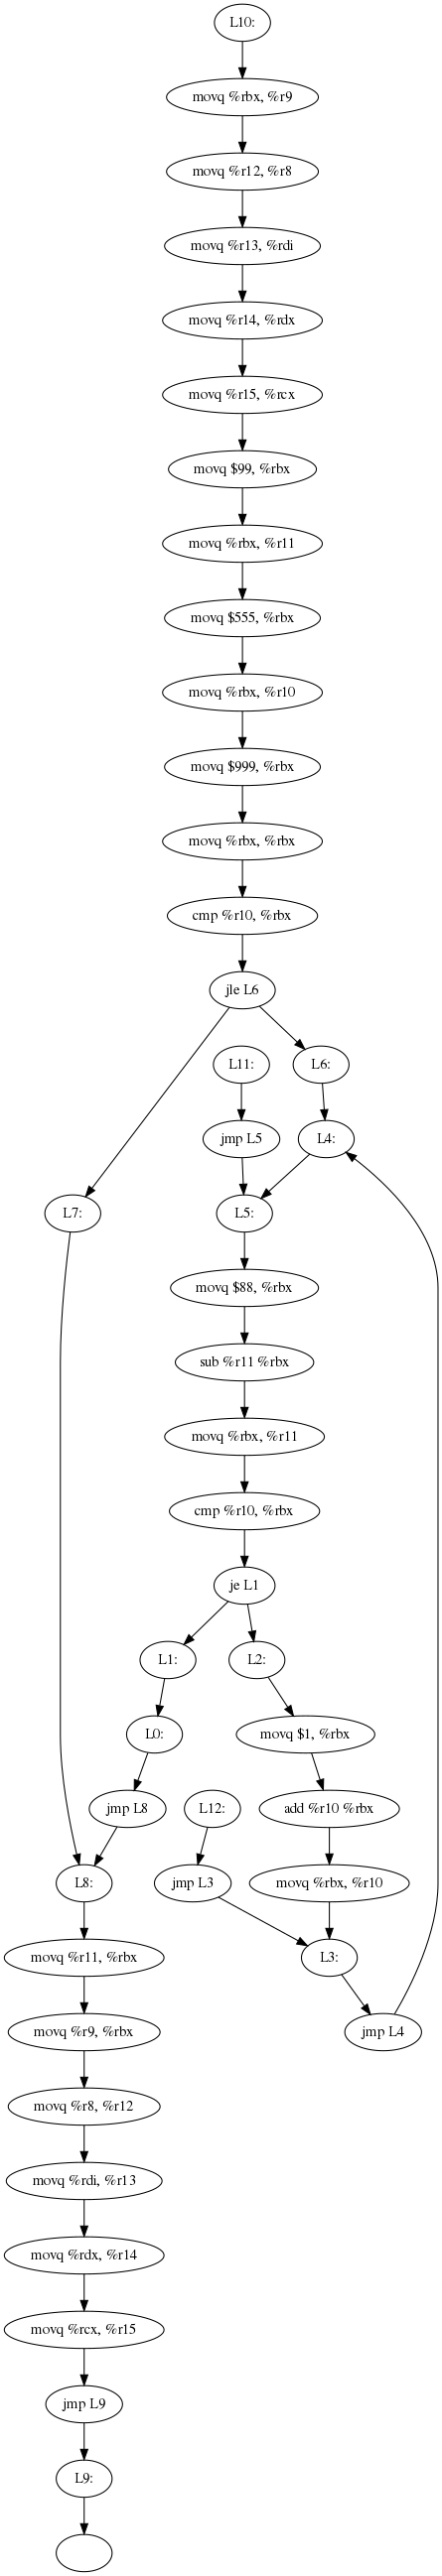 L10:
movq %rbx, %r9
movq %r12, %r8
movq %r13, %rdi
movq %r14, %rdx
movq %r15, %rcx
movq $99, %rbx
movq %rbx, %r11
movq $555, %rbx
movq %rbx, %r10
movq $999, %rbx
movq %rbx, %rbx
cmp %r10, %rbx
jle L6
L11:
L6:
jmp L5
L4:
L7:
L5:
movq $88, %rbx
sub %r11 %rbx
movq %rbx, %r11
cmp %r10, %rbx
je L1
L1:
L2:
L0:
movq $1, %rbx
jmp L8
L12:
add %r10 %rbx
L8:
jmp L3
movq %rbx, %r10
movq %r11, %rbx
L3:
movq %r9, %rbx
jmp L4
movq %r8, %r12
movq %rdi, %r13
movq %rdx, %r14
movq %rcx, %r15
jmp L9
L9: